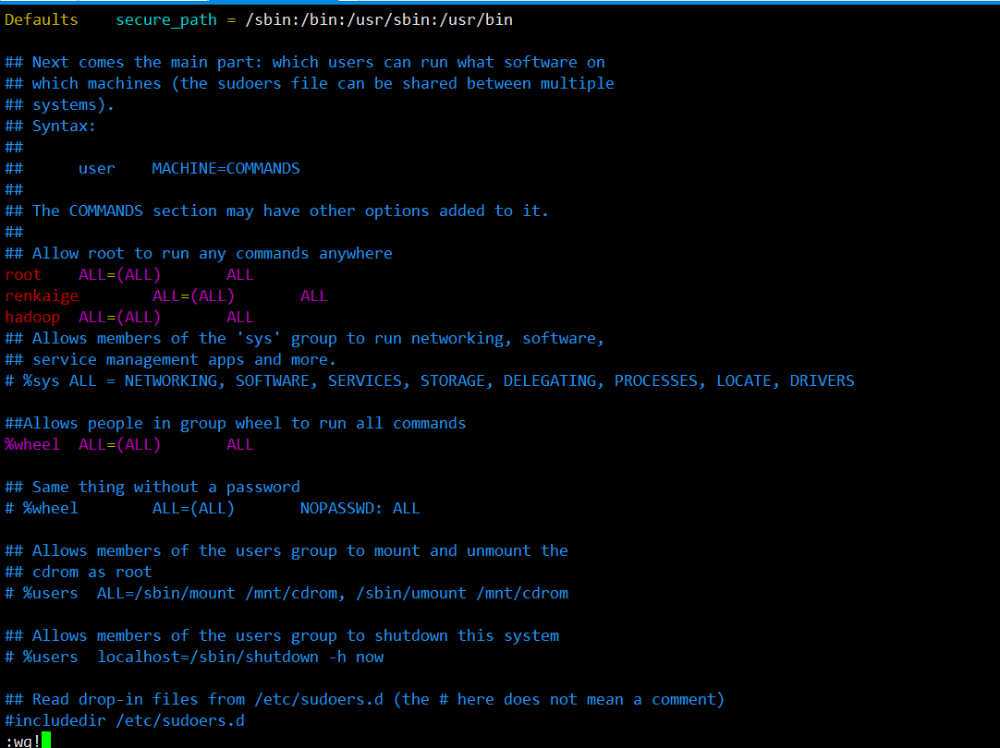 Defaults    secure_path = /sbin:/bin:/usr/sbin:/usr/bin

## Next comes the main part: which users can run what software on
## which machines (the sudoers file can be shared between multiple
## systems).
## Syntax:
##
##      user    MACHINE=COMMANDS
##
## The COMMANDS section may have other options added to it.
##
## Allow root to run any commands anywhere
root    ALL=(ALL)       ALL
renkaige        ALL=(ALL)       ALL
hadoop  ALL=(ALL)       ALL
## Allows members of the 'sys' group to run networking, software,
## service management apps and more.
# %sys ALL = NETWORKING, SOFTWARE, SERVICES, STORAGE, DELEGATING, PROCESSES, LOCATE, DRIVERS

##Allows people in group wheel to run all commands
%wheel  ALL=(ALL)       ALL

## Same thing without a password
# %wheel        ALL=(ALL)       NOPASSWD: ALL

## Allows members of the users group to mount and unmount the
## cdrom as root
# %users  ALL=/sbin/mount /mnt/cdrom, /sbin/umount /mnt/cdrom

## Allows members of the users group to shutdown this system
# %users  localhost=/sbin/shutdown -h now

## Read drop-in files from /etc/sudoers.d (the # here does not mean a comment)
#includedir /etc/sudoers.d
:wq!